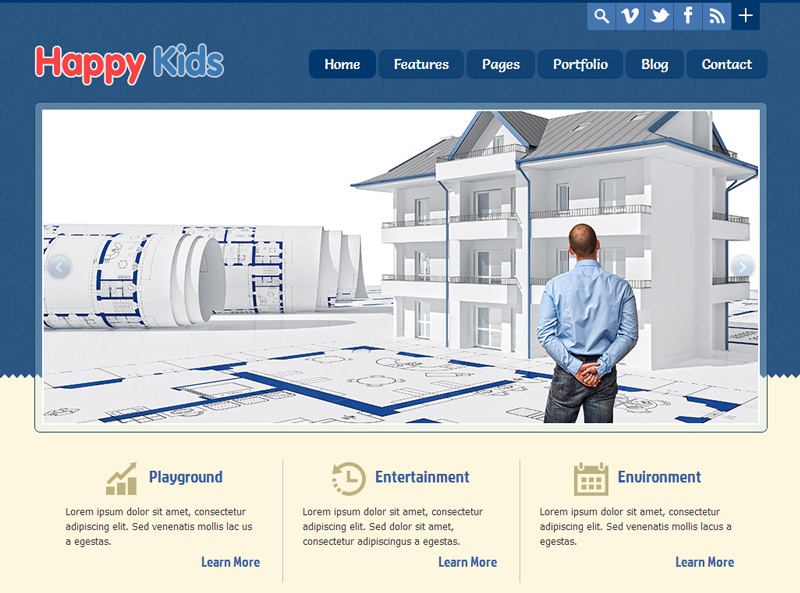 Happy Kids
Home Features Pages Portfolio Blog Contact
Playground
Lorem ipsum dolor sit amet, consectetur
adipiscing elit. Sed venenatis mollis lac us
a egestas.
Learn More
Entertainment
Lorem ipsum dolor sit amet, consectetur
adipiscing elit. Sed dolor sit amet,
consectetur adipiscingus a egestas.
Learn More
Environment
Lorem ipsum dolor sit amet, consectetur
adipiscing elit. Sed venenatis mollis lacus a
egestas.
Learn More